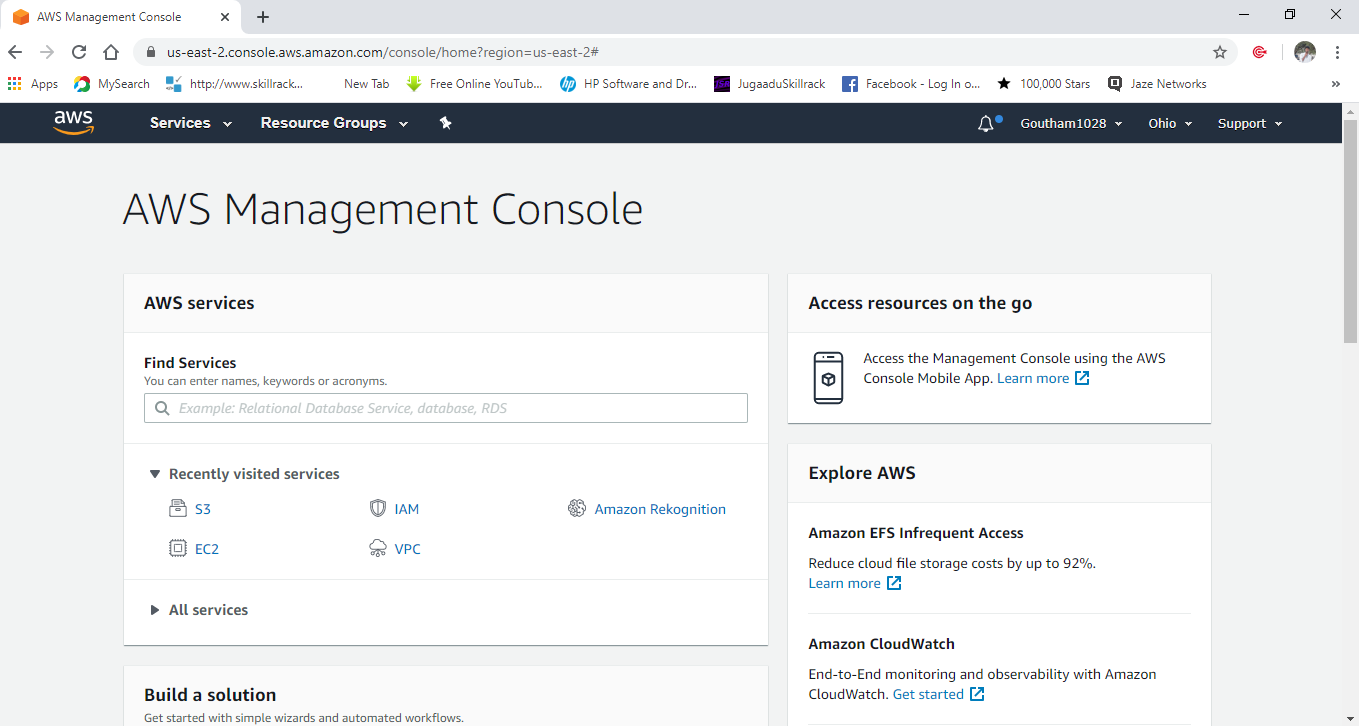 AWS Management Console
us-east-2.console.aws.amazon.com/console/home?region=us-east-2#
Apps MySearch http://www.skillrack... New Tab Free Online YouTub... HP Software and Dr... JugaaduSkillrack Facebook - Log In o... 100,000 Stars Jaze Networks
aws Services Resource Groups Goutham1028 Ohio Support
AWS Management Console
AWS services
Find Services
You can enter names, keywords or acronyms.
Example: Relational Database Service, database, RDS
Recently visited services
S3 IAM Amazon Rekognition
EC2 VPC
All services
Build a solution
Get started with simple wizards and automated workflows.
Access resources on the go
Access the Management Console using the AWS
Console Mobile App. Learn more
Explore AWS
Amazon EFS Infrequent Access
Reduce cloud file storage costs by up to 92%.
Learn more
Amazon CloudWatch
End-to-End monitoring and observability with Amazon
CloudWatch. Get started